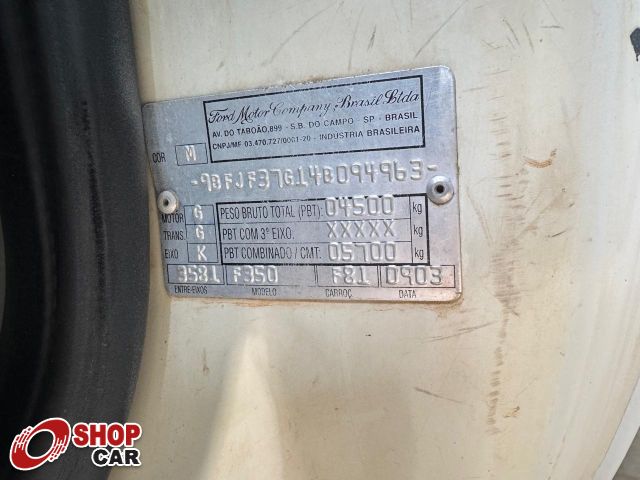 Ford Motor Company Brasil Ltda
AV. DO TABOÃO,899 - S.B. DO CAMPO - SP - BRASIL
CNPJ/MF 03.470.727/0001-20 - INDÚSTRIA BRASILEIRA
COR M
-9BFJF37G14B094963-
MOTOR G PESO BRUTO TOTAL (PBT): 04500 kg
TRANS. G PBT COM 3º EIXO: XXXXX kg
EIXO K PBT COMBINADO / CMT: 05700 kg
3581 F350 F81 0903
ENTRE-EIXOS MODELO CARROÇ. DATA
SHOP
CAR